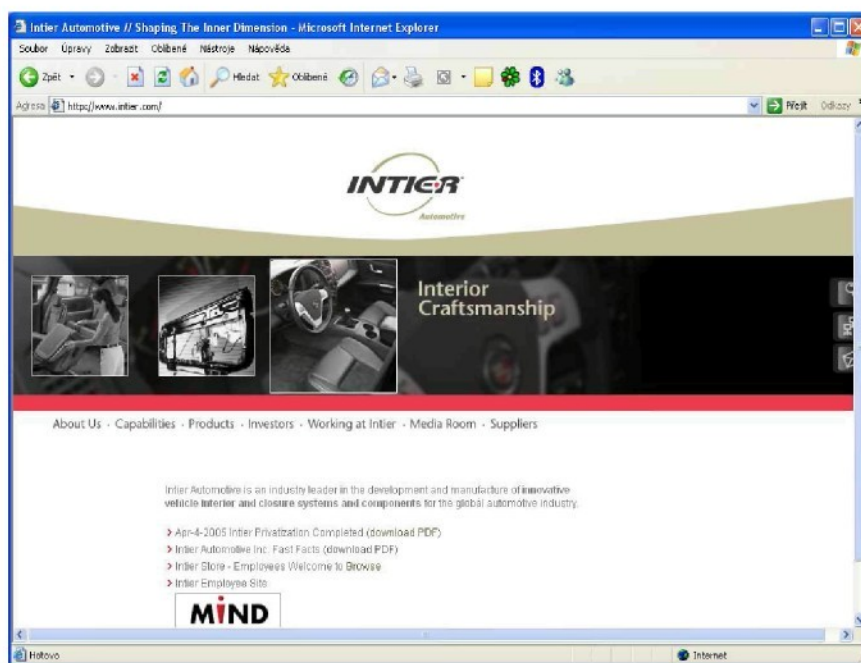 Intier Automotive // Shaping The Inner Dimension - Microsoft Internet Explorer
Soubor Úpravy Zobrazit Oblíbené Nástroje Nápověda
Zpět Hledat Oblíbené
Adresa http://www.intier.com/ Přejít Odkazy
INTIER
Automotive
Interior
Craftsmanship
About Us · Capabilities · Products · Investors · Working at Intier · Media Room · Suppliers
Intier Automotive is an industry leader in the development and manufacture of innovative
vehicle interior and closure systems and components for the global automotive industry.
Apr-4-2005 Intier Privatization Completed (download PDF)
Intier Automotive Inc. Fast Facts (download PDF)
Intier Store - Employees Welcome to Browse
Intier Employee Site
MiND
Hotovo Internet